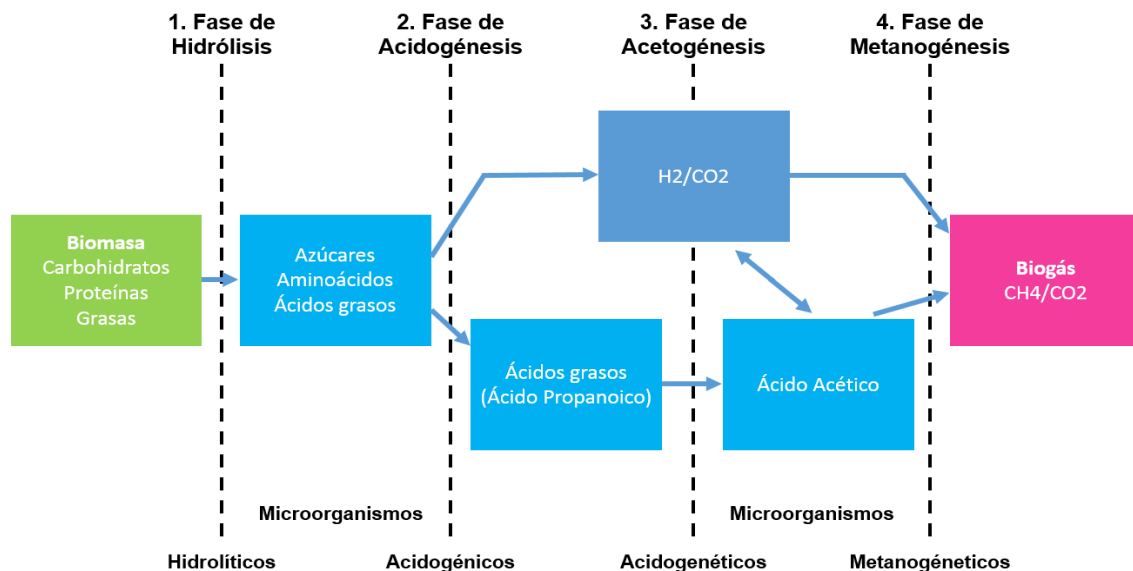 1. Fase de
Hidrólisis
2. Fase de
Acidogénesis
3. Fase de
Acetogénesis
4. Fase de
Metanogénesis
H2/CO2
Biomasa
Carbohidratos
Proteínas
Grasas
Azúcares
Aminoácidos
Ácidos grasos
Biogás
CH4/CO2
Ácidos grasos
(Ácido Propanoico)
Ácido Acético
Microorganismos
Microorganismos
Hidrolíticos
Acidogénicos
Acidogenéticos
Metanogéneticos